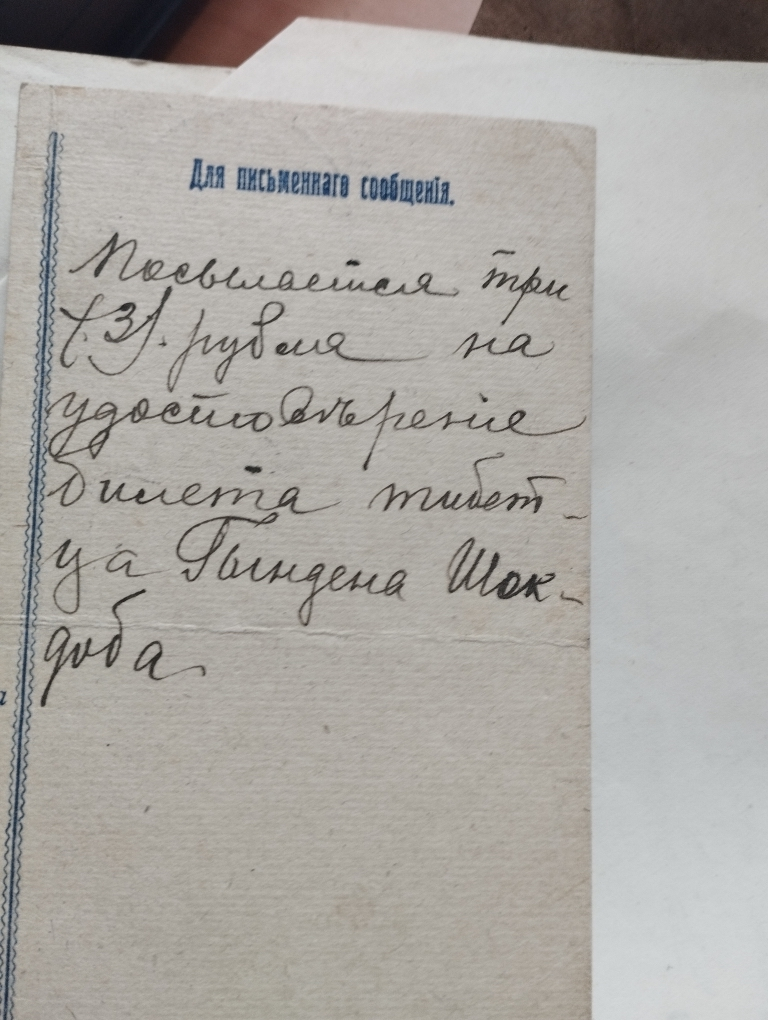 Для письменнаго сообщенія.
Посылается три
(3). рубля на
удостовѣреніе
билета тибет-
ца Гындена Шок-
доба